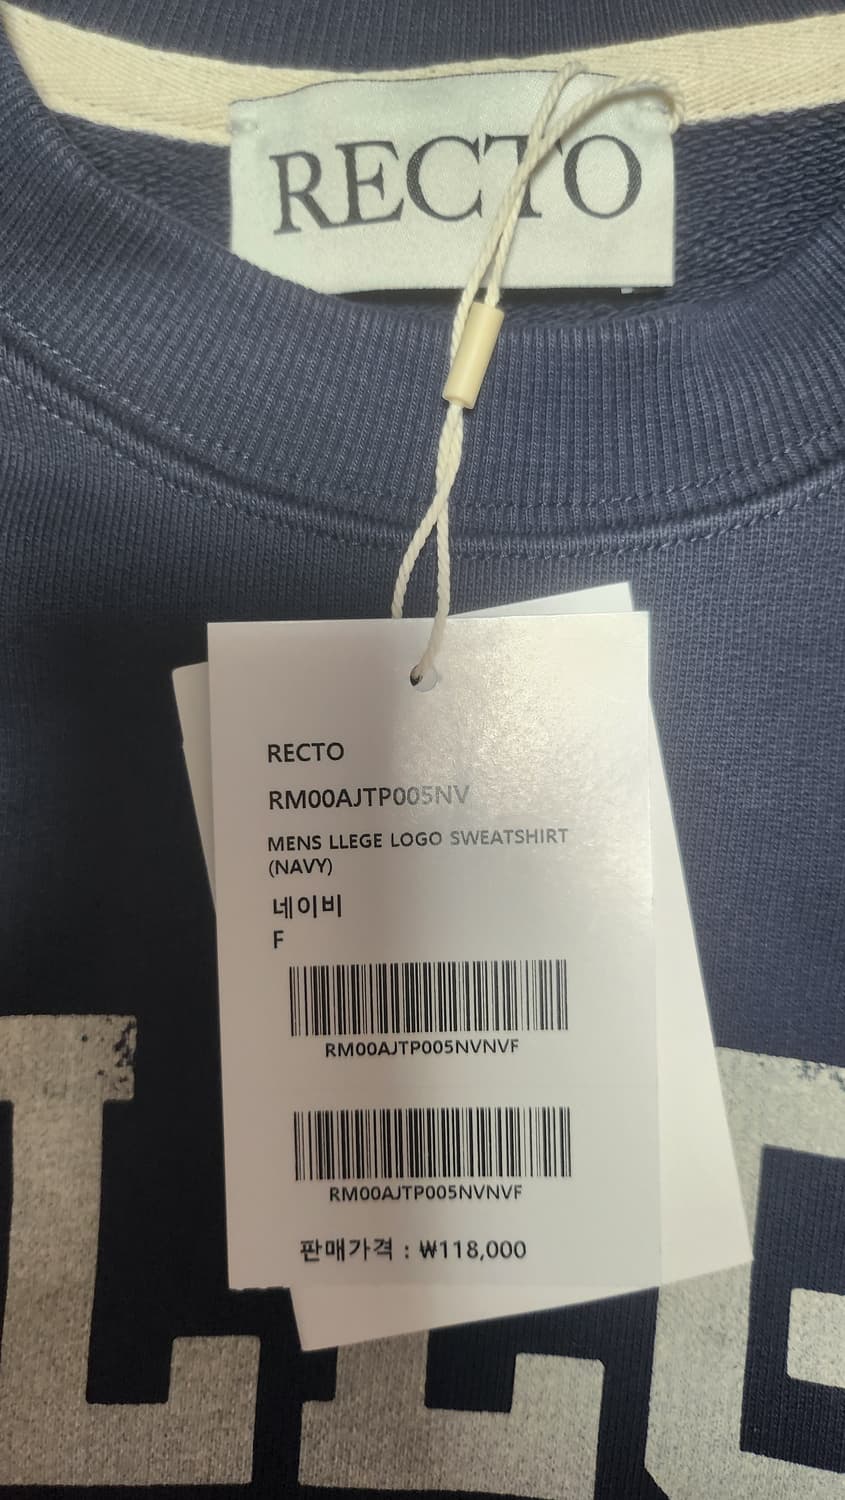 RECTO
RECTO
RM00AJTP005NV
MENS LLEGE LOGO SWEATSHIRT
(NAVY)
네이비
F
RM00AJTP005NVNVF
RM00AJTP005NVNVF
판매가격 : ₩118,000
LLEG